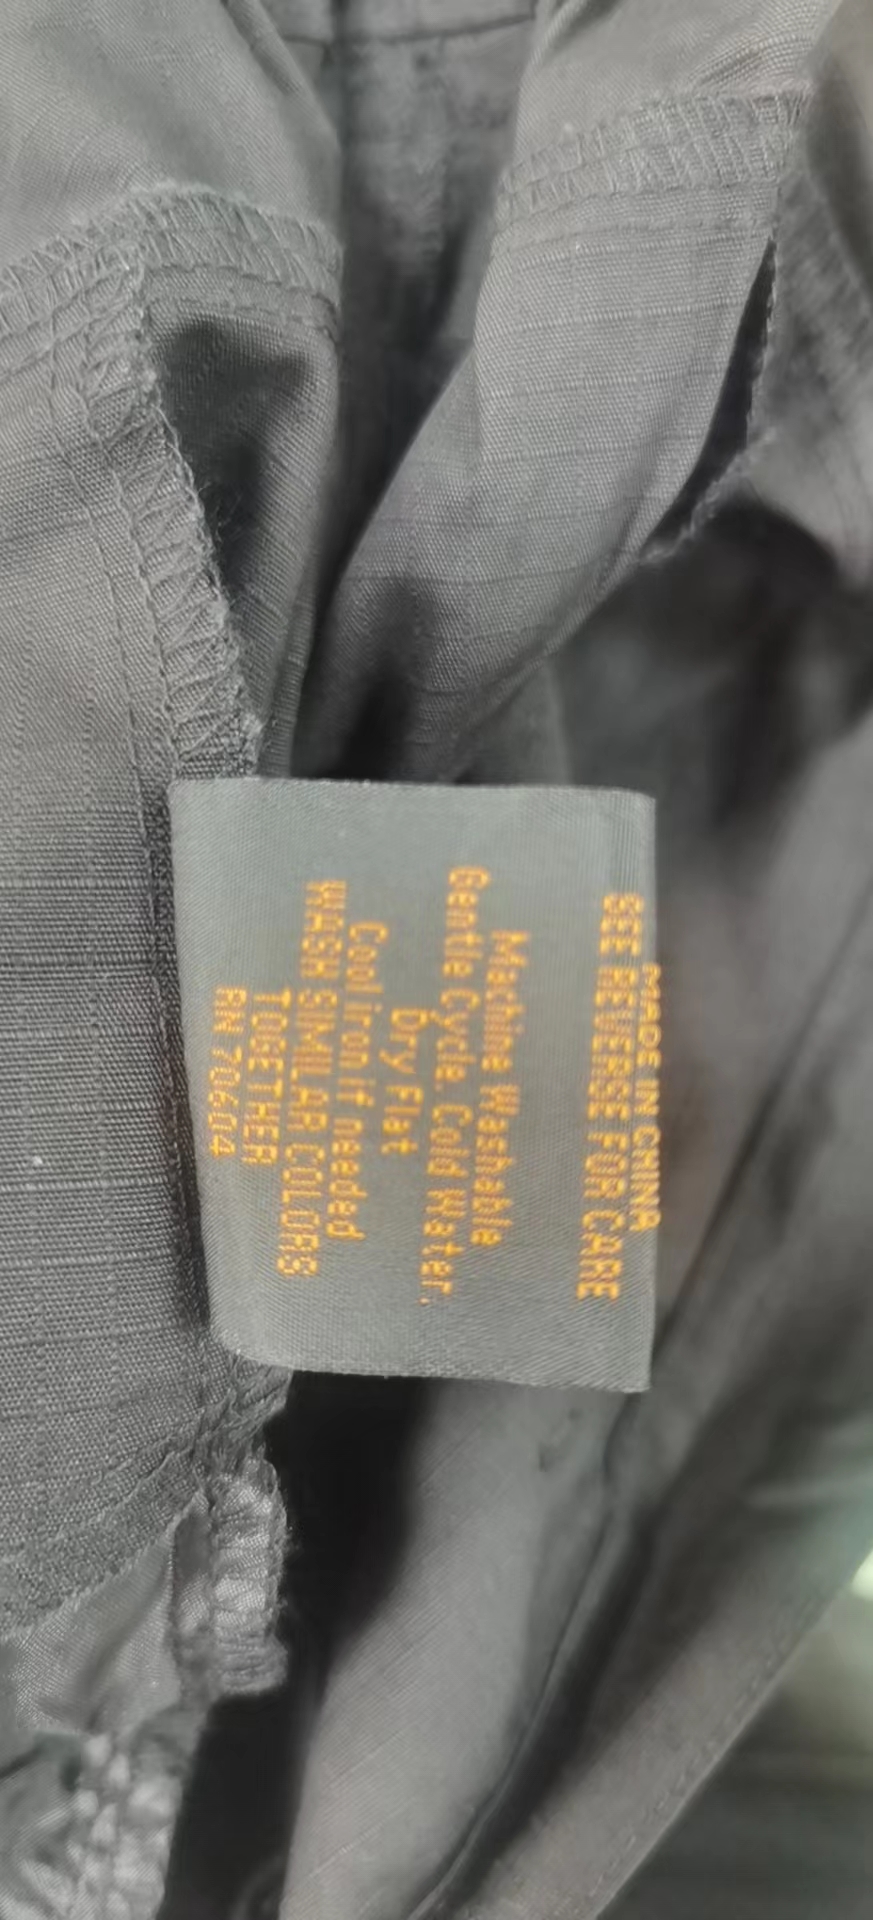 MADE IN CHINA
SEE REVERSE FOR CARE
Machine Washable
Gentle Cycle. Cold Water.
Dry Flat
Cool iron if needed
WASH SIMILAR COLORS
TOGETHER
RN 70604